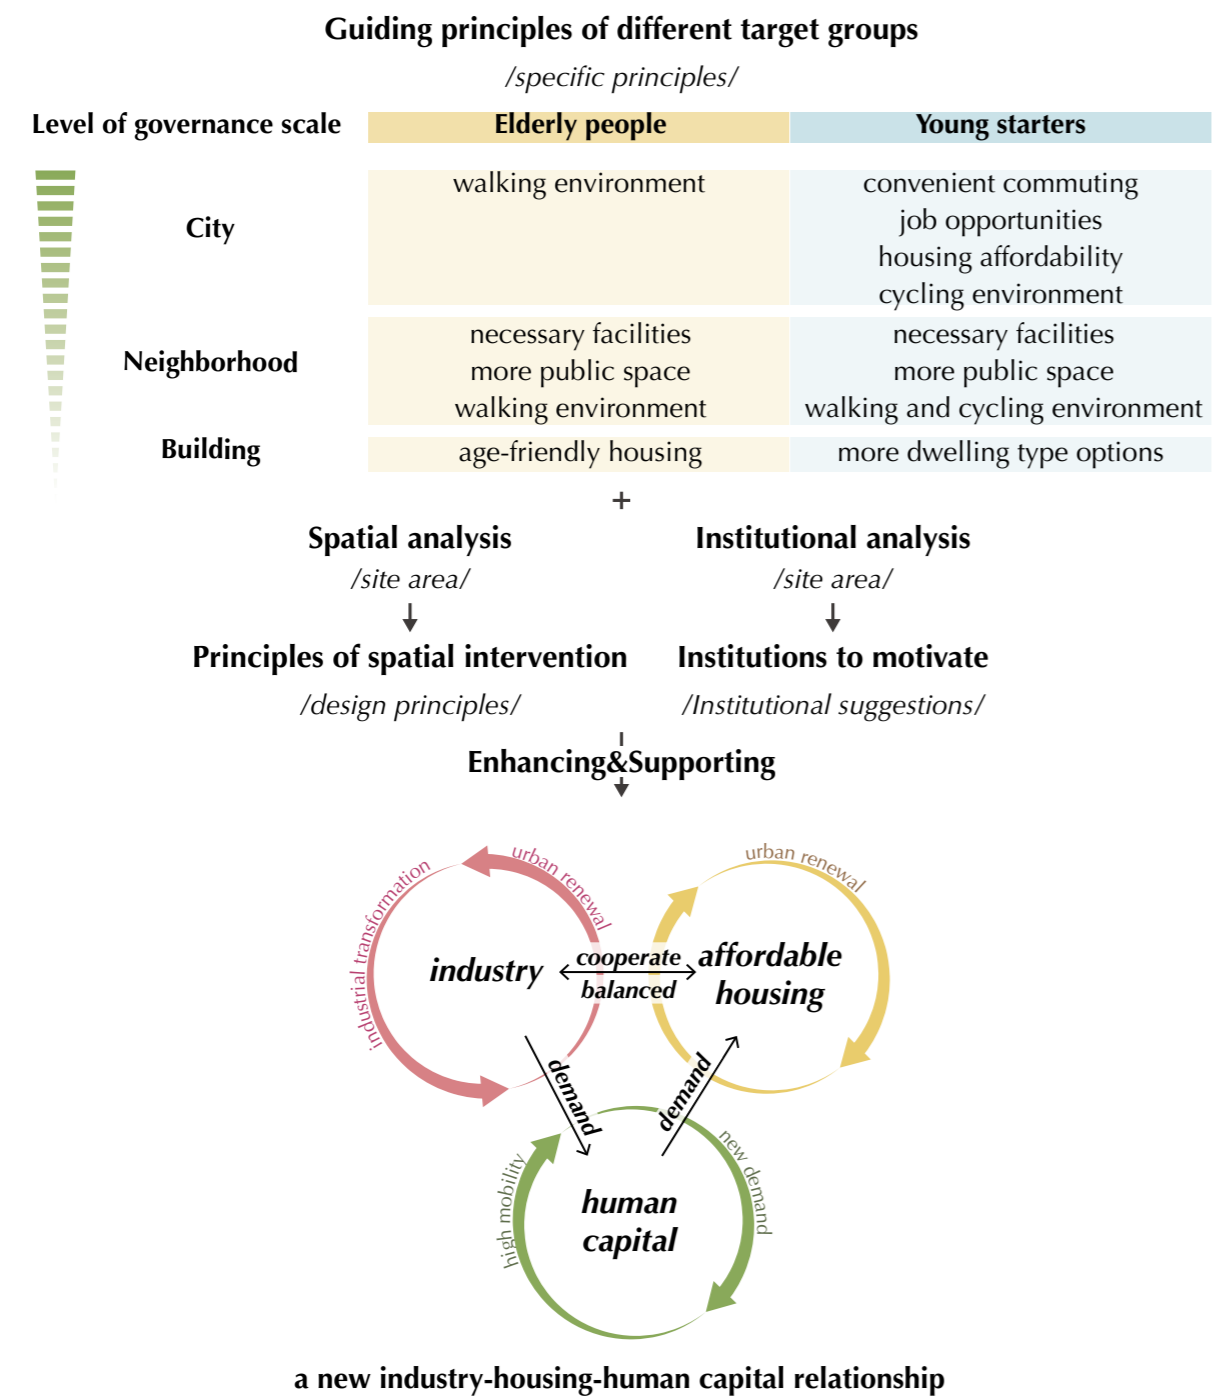 Guiding principles of different target groups
/specific principles/
Level of governance scale
Elderly people
Young starters
City
walking environment
convenient commuting
job opportunities
housing affordability
cycling environment
Neighborhood
necessary facilities
more public space
walking environment
necessary facilities
more public space
walking and cycling environment
Building
age-friendly housing
more dwelling type options
+
Spatial analysis
/site area/
Institutional analysis
/site area/
Principles of spatial intervention
/design principles/
Institutions to motivate
/Institutional suggestions/
Enhancing&Supporting
industrial transformation
urban renewal
urban renewal
industry
cooperate
balanced
affordable
housing
demand
demand
high mobility
new demand
human
capital
a new industry-housing-human capital relationship